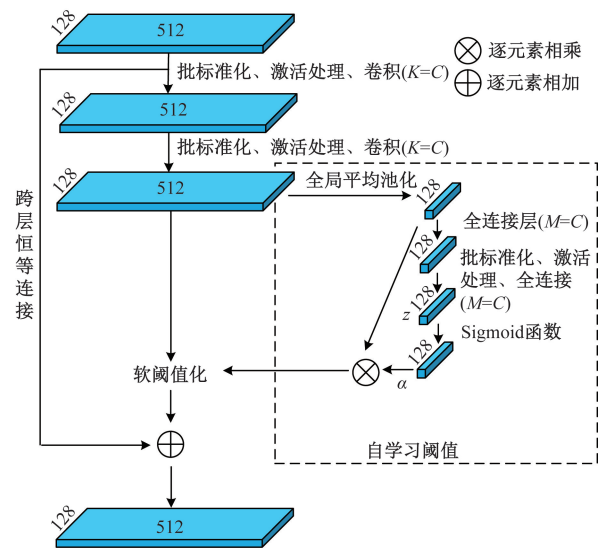 128
512
批标准化、激活处理、卷积(K=C)
逐元素相乘
逐元素相加
128
512
批标准化、激活处理、卷积(K=C)
128
512
跨层恒等连接
全局平均池化
128
全连接层(M=C)
128
批标准化、激活
处理、全连接
(M=C)
z
128
Sigmoid函数
128
α
软阈值化
自学习阈值
128
512